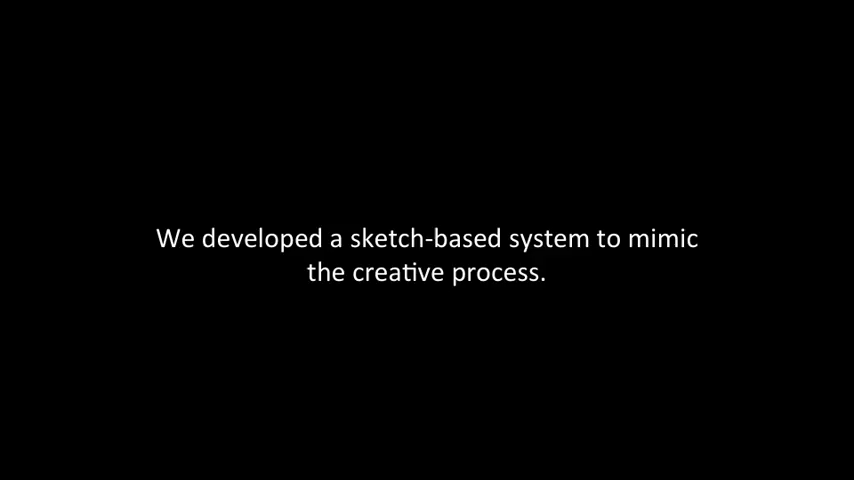 We developed a sketch-based system to mimic
the creative process.